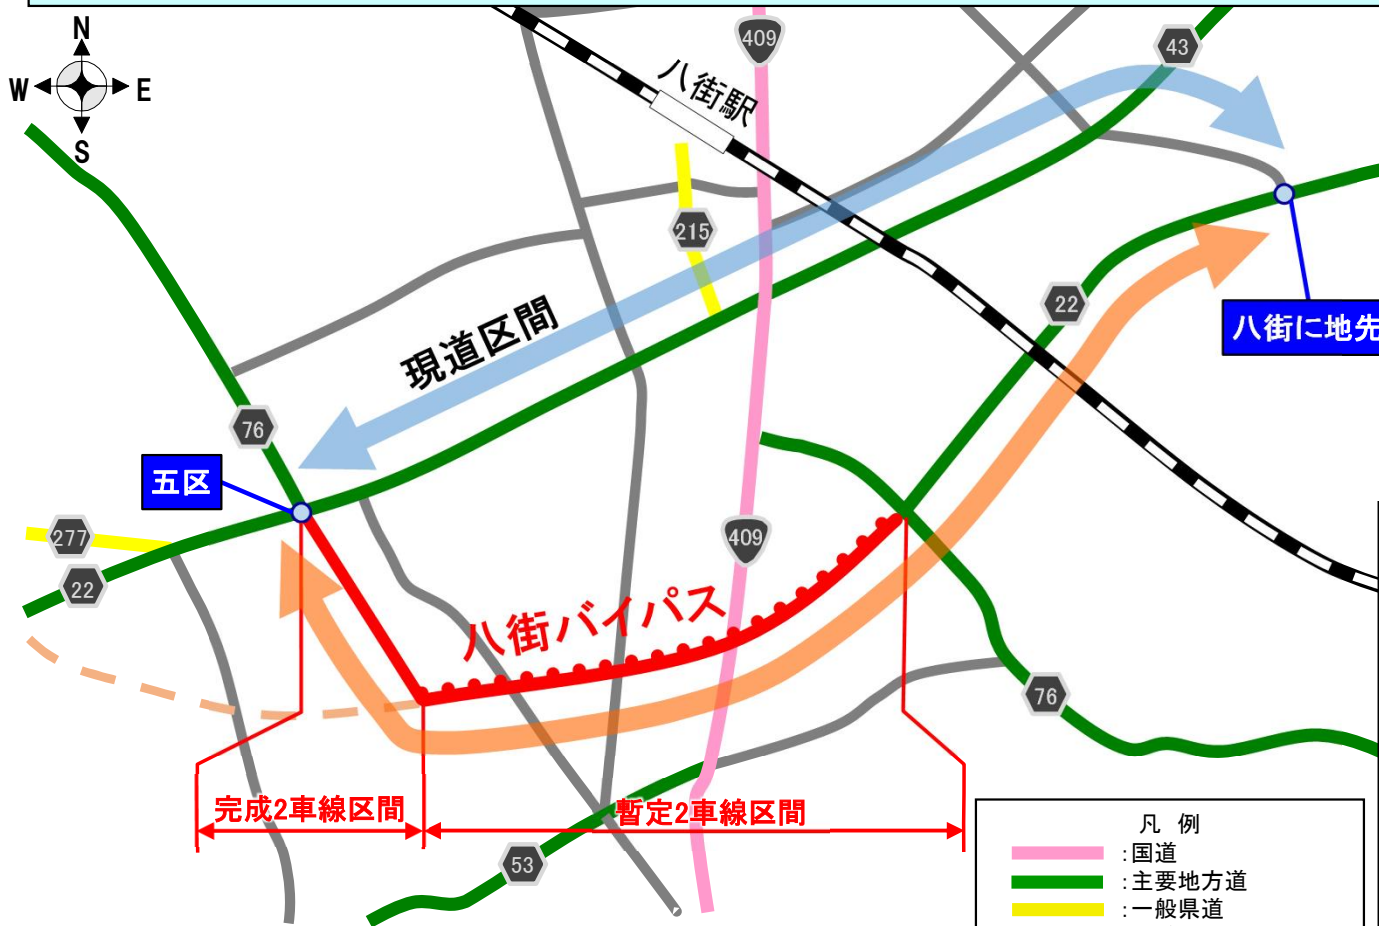 N
W
E
S
409
43
八街駅
215
現道区間
22
八街に地先
76
五区
277
22
409
八街バイパス
76
完成2車線区間
暫定2車線区間
53
凡 例
:国道
:主要地方道
:一般県道